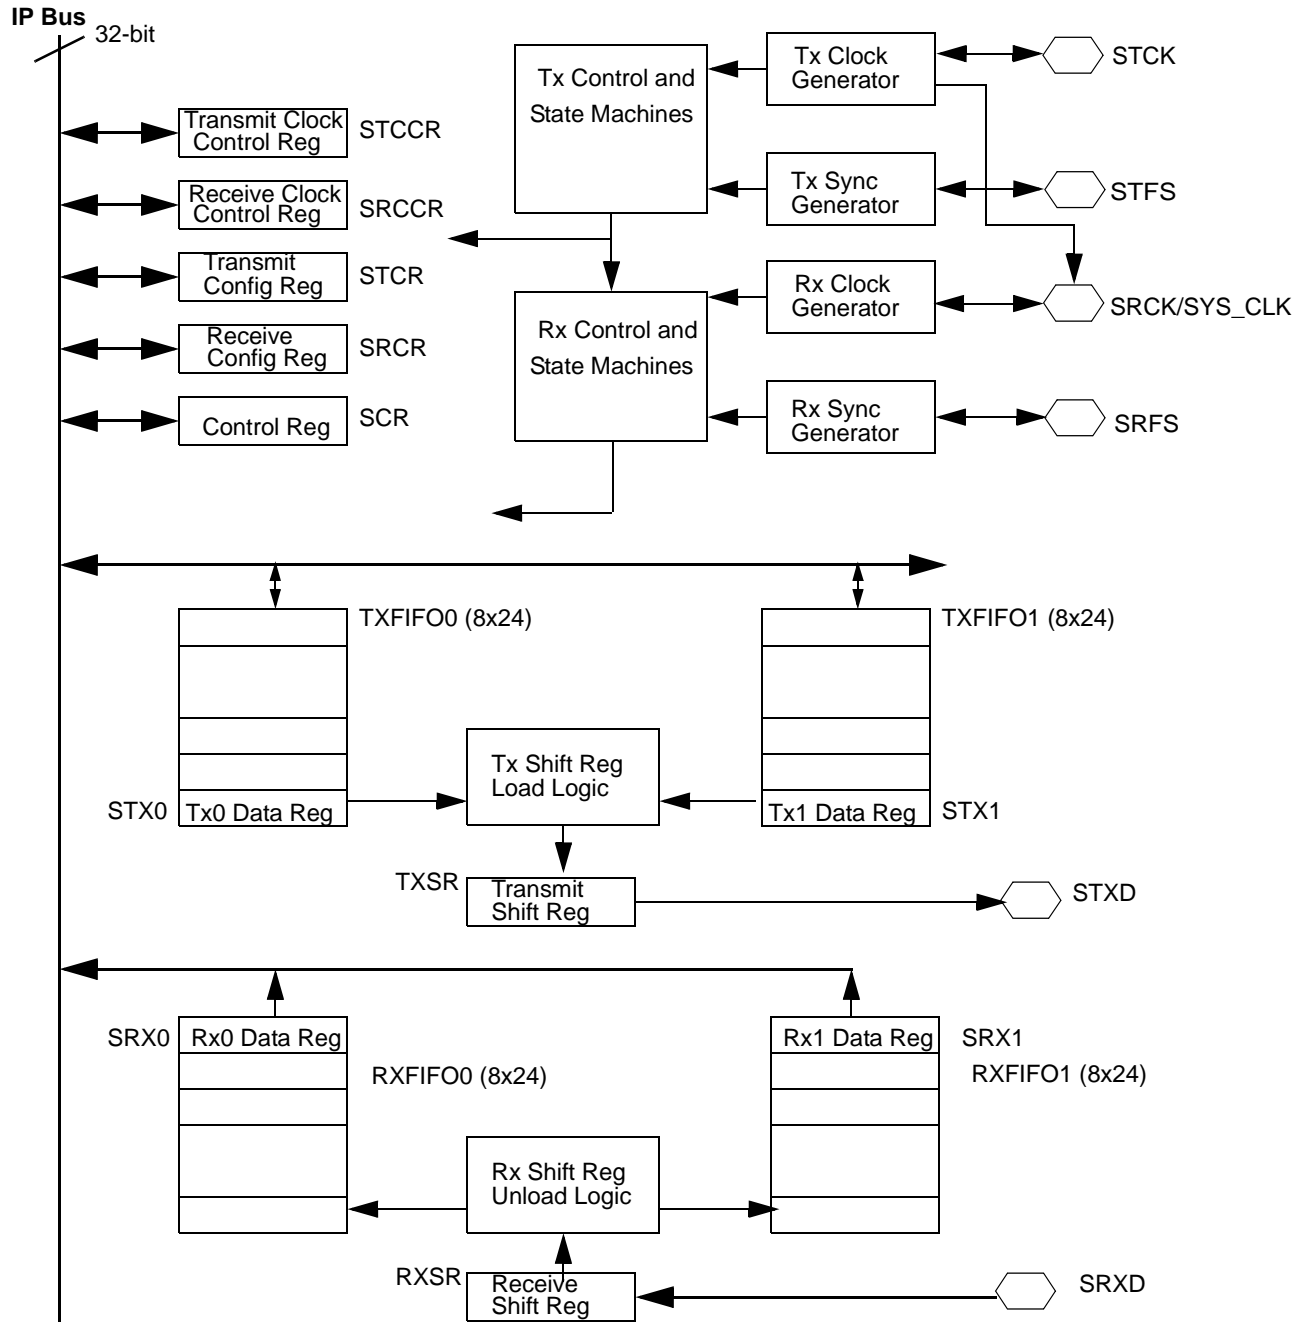 IP Bus
32-bit
Transmit Clock
Control Reg
STCCR
Receive Clock
Control Reg
SRCCR
Transmit
Config Reg
STCR
Receive
Config Reg
SRCR
Control Reg
SCR
Tx Control and
State Machines
Tx Clock
Generator
STCK
Tx Sync
Generator
STFS
Rx Control and
State Machines
Rx Clock
Generator
SRCK/SYS_CLK
Rx Sync
Generator
SRFS
TXFIFO0 (8x24)
TXFIFO1 (8x24)
STX0
Tx0 Data Reg
Tx Shift Reg
Load Logic
Tx1 Data Reg
STX1
TXSR
Transmit
Shift Reg
STXD
SRX0
Rx0 Data Reg
Rx1 Data Reg
SRX1
RXFIFO0 (8x24)
RXFIFO1 (8x24)
Rx Shift Reg
Unload Logic
RXSR
Receive
Shift Reg
SRXD